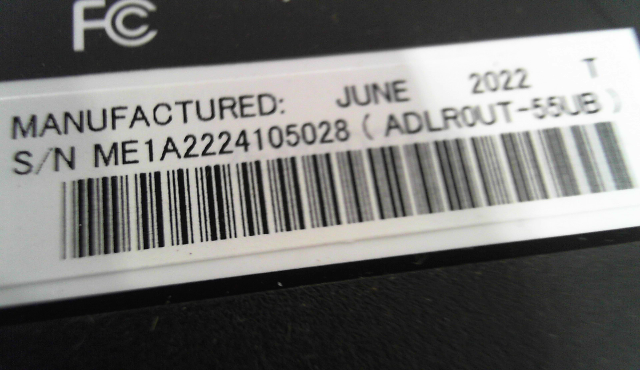 FC
MANUFACTURED: JUNE 2022 T
S/N ME1A2224105028 (ADLR0UT-55UB)